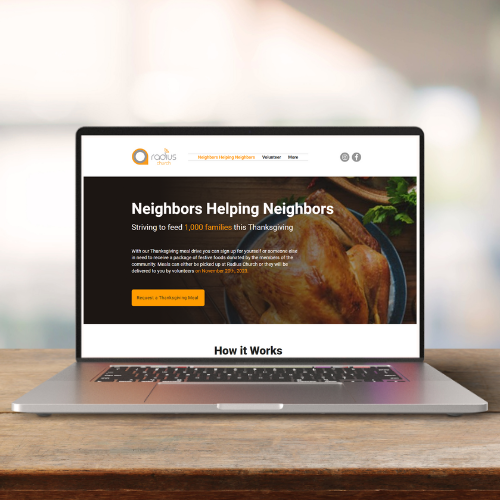 radius
church
Neighbors Helping Neighbors
Volunteer
More
Neighbors Helping Neighbors
Striving to feed 1,000 families this Thanksgiving
With our Thanksgiving meal drive you can sign up for yourself or someone else
in need to receive a package of festive foods donated by the members of the
community. Meals can either be picked up at Radius Church or they will be
delivered to you by volunteers on November 20th, 2023.
Request a Thanksgiving Meal
How it Works